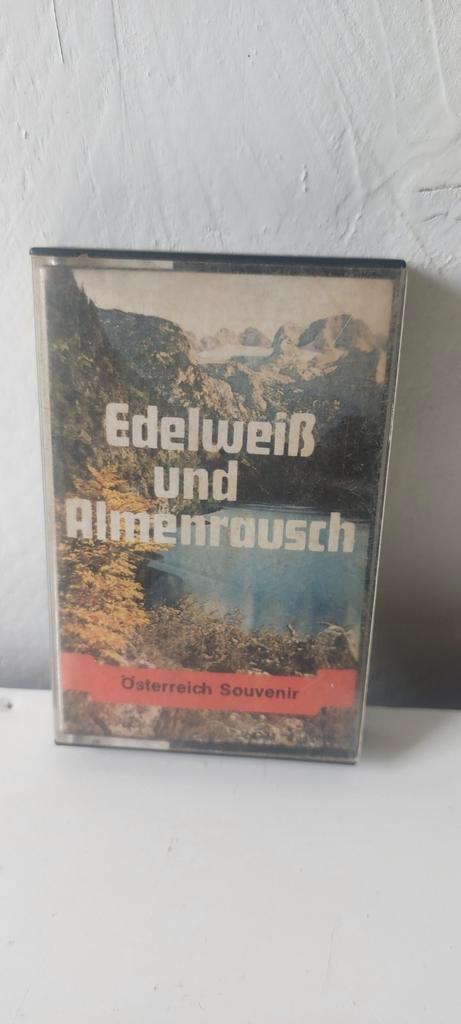 Edelweiß
und
Almenrausch
Österreich Souvenir